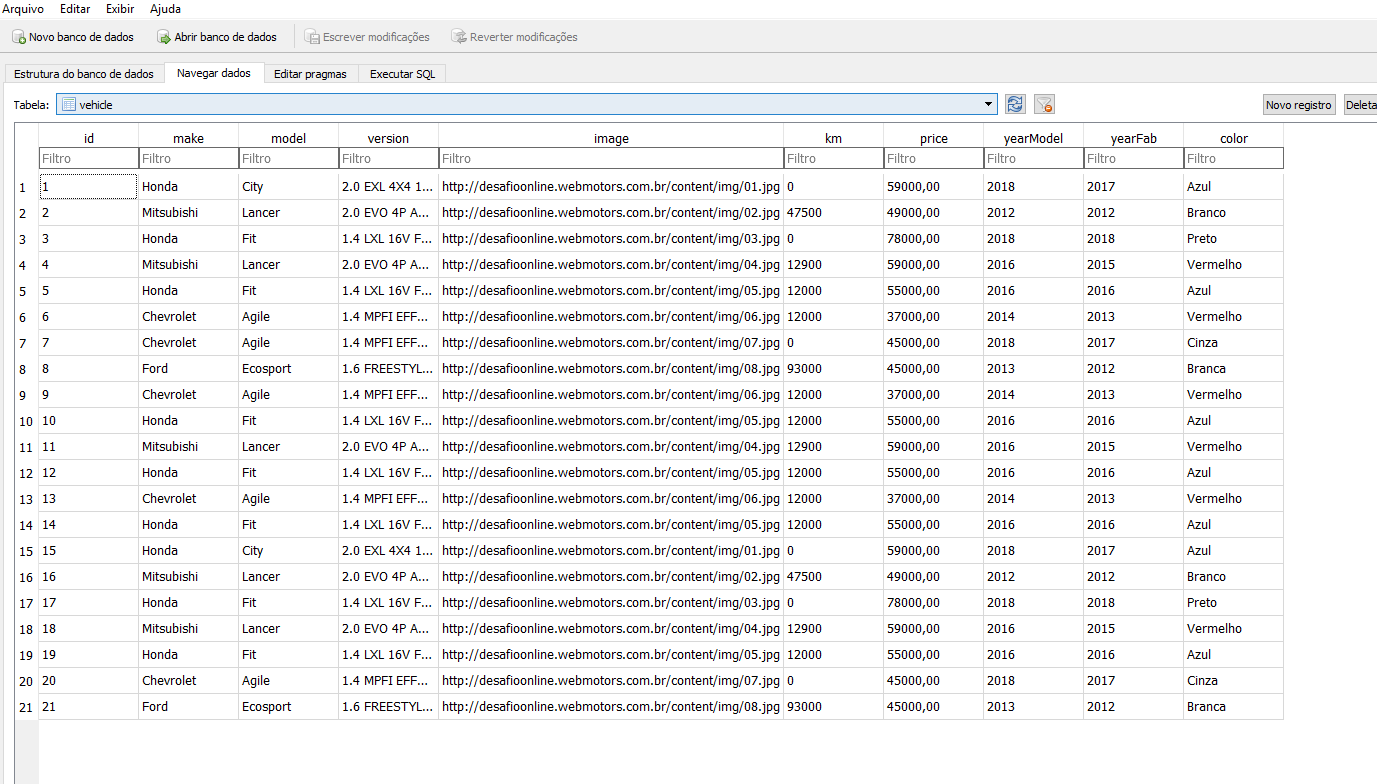 Arquivo Editar Exibir Ajuda
Novo banco de dados Abrir banco de dados Escrever modificações Reverter modificações
Estrutura do banco de dados Navegar dados Editar pragmas Executar SQL
Tabela: vehicle Novo registro Deleta
id make model version image km price yearModel yearFab color
Filtro Filtro Filtro Filtro Filtro Filtro Filtro Filtro Filtro Filtro
1 1 Honda City 2.0 EXL 4X4 1... http://desafioonline.webmotors.com.br/content/img/01.jpg 0 59000,00 2018 2017 Azul
2 2 Mitsubishi Lancer 2.0 EVO 4P A... http://desafioonline.webmotors.com.br/content/img/02.jpg 47500 49000,00 2012 2012 Branco
3 3 Honda Fit 1.4 LXL 16V F... http://desafioonline.webmotors.com.br/content/img/03.jpg 0 78000,00 2018 2018 Preto
4 4 Mitsubishi Lancer 2.0 EVO 4P A... http://desafioonline.webmotors.com.br/content/img/04.jpg 12900 59000,00 2016 2015 Vermelho
5 5 Honda Fit 1.4 LXL 16V F... http://desafioonline.webmotors.com.br/content/img/05.jpg 12000 55000,00 2016 2016 Azul
6 6 Chevrolet Agile 1.4 MPFI EFF... http://desafioonline.webmotors.com.br/content/img/06.jpg 12000 37000,00 2014 2013 Vermelho
7 7 Chevrolet Agile 1.4 MPFI EFF... http://desafioonline.webmotors.com.br/content/img/07.jpg 0 45000,00 2018 2017 Cinza
8 8 Ford Ecosport 1.6 FREESTYL... http://desafioonline.webmotors.com.br/content/img/08.jpg 93000 45000,00 2013 2012 Branca
9 9 Chevrolet Agile 1.4 MPFI EFF... http://desafioonline.webmotors.com.br/content/img/06.jpg 12000 37000,00 2014 2013 Vermelho
10 10 Honda Fit 1.4 LXL 16V F... http://desafioonline.webmotors.com.br/content/img/05.jpg 12000 55000,00 2016 2016 Azul
11 11 Mitsubishi Lancer 2.0 EVO 4P A... http://desafioonline.webmotors.com.br/content/img/04.jpg 12900 59000,00 2016 2015 Vermelho
12 12 Honda Fit 1.4 LXL 16V F... http://desafioonline.webmotors.com.br/content/img/05.jpg 12000 55000,00 2016 2016 Azul
13 13 Chevrolet Agile 1.4 MPFI EFF... http://desafioonline.webmotors.com.br/content/img/06.jpg 12000 37000,00 2014 2013 Vermelho
14 14 Honda Fit 1.4 LXL 16V F... http://desafioonline.webmotors.com.br/content/img/05.jpg 12000 55000,00 2016 2016 Azul
15 15 Honda City 2.0 EXL 4X4 1... http://desafioonline.webmotors.com.br/content/img/01.jpg 0 59000,00 2018 2017 Azul
16 16 Mitsubishi Lancer 2.0 EVO 4P A... http://desafioonline.webmotors.com.br/content/img/02.jpg 47500 49000,00 2012 2012 Branco
17 17 Honda Fit 1.4 LXL 16V F... http://desafioonline.webmotors.com.br/content/img/03.jpg 0 78000,00 2018 2018 Preto
18 18 Mitsubishi Lancer 2.0 EVO 4P A... http://desafioonline.webmotors.com.br/content/img/04.jpg 12900 59000,00 2016 2015 Vermelho
19 19 Honda Fit 1.4 LXL 16V F... http://desafioonline.webmotors.com.br/content/img/05.jpg 12000 55000,00 2016 2016 Azul
20 20 Chevrolet Agile 1.4 MPFI EFF... http://desafioonline.webmotors.com.br/content/img/07.jpg 0 45000,00 2018 2017 Cinza
21 21 Ford Ecosport 1.6 FREESTYL... http://desafioonline.webmotors.com.br/content/img/08.jpg 93000 45000,00 2013 2012 Branca